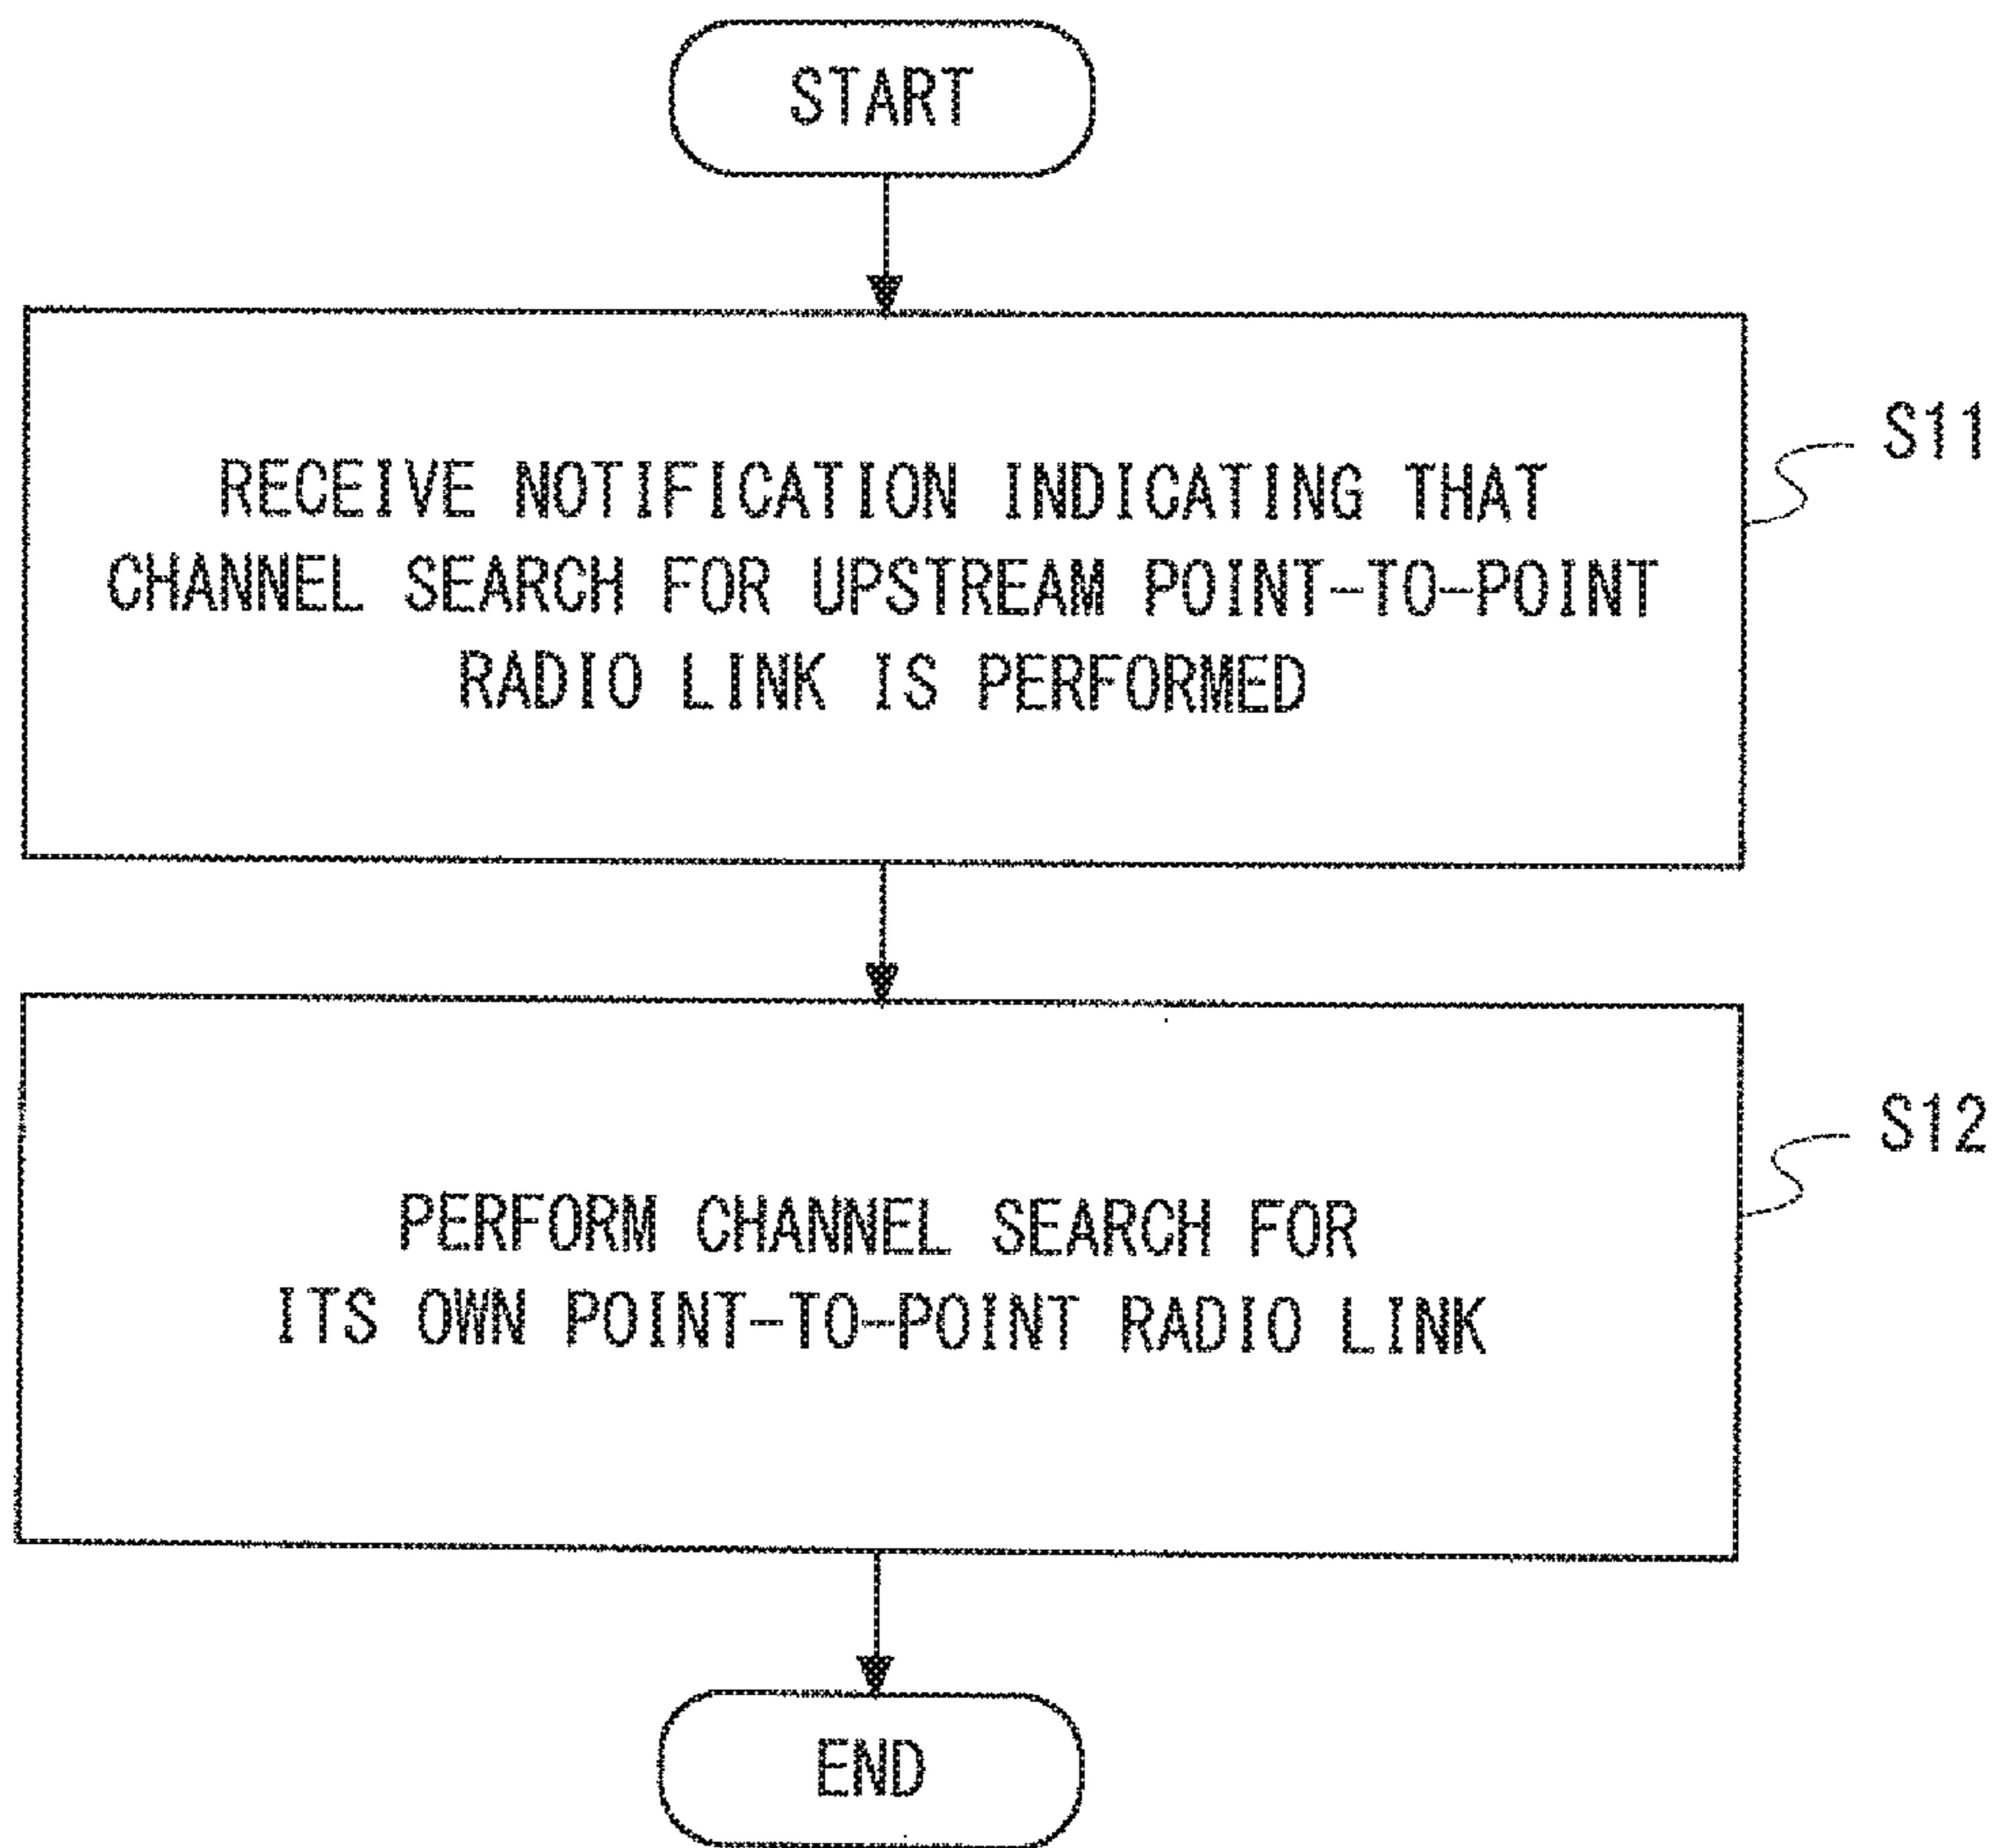 START
RECEIVE NOTIFICATION INDICATING THAT
CHANNEL SEARCH FOR UPSTREAM POINT-TO-POINT
RADIO LINK IS PERFORMED
S11
PERFORM CHANNEL SEARCH FOR
ITS OWN POINT-TO-POINT RADIO LINK
S12
END